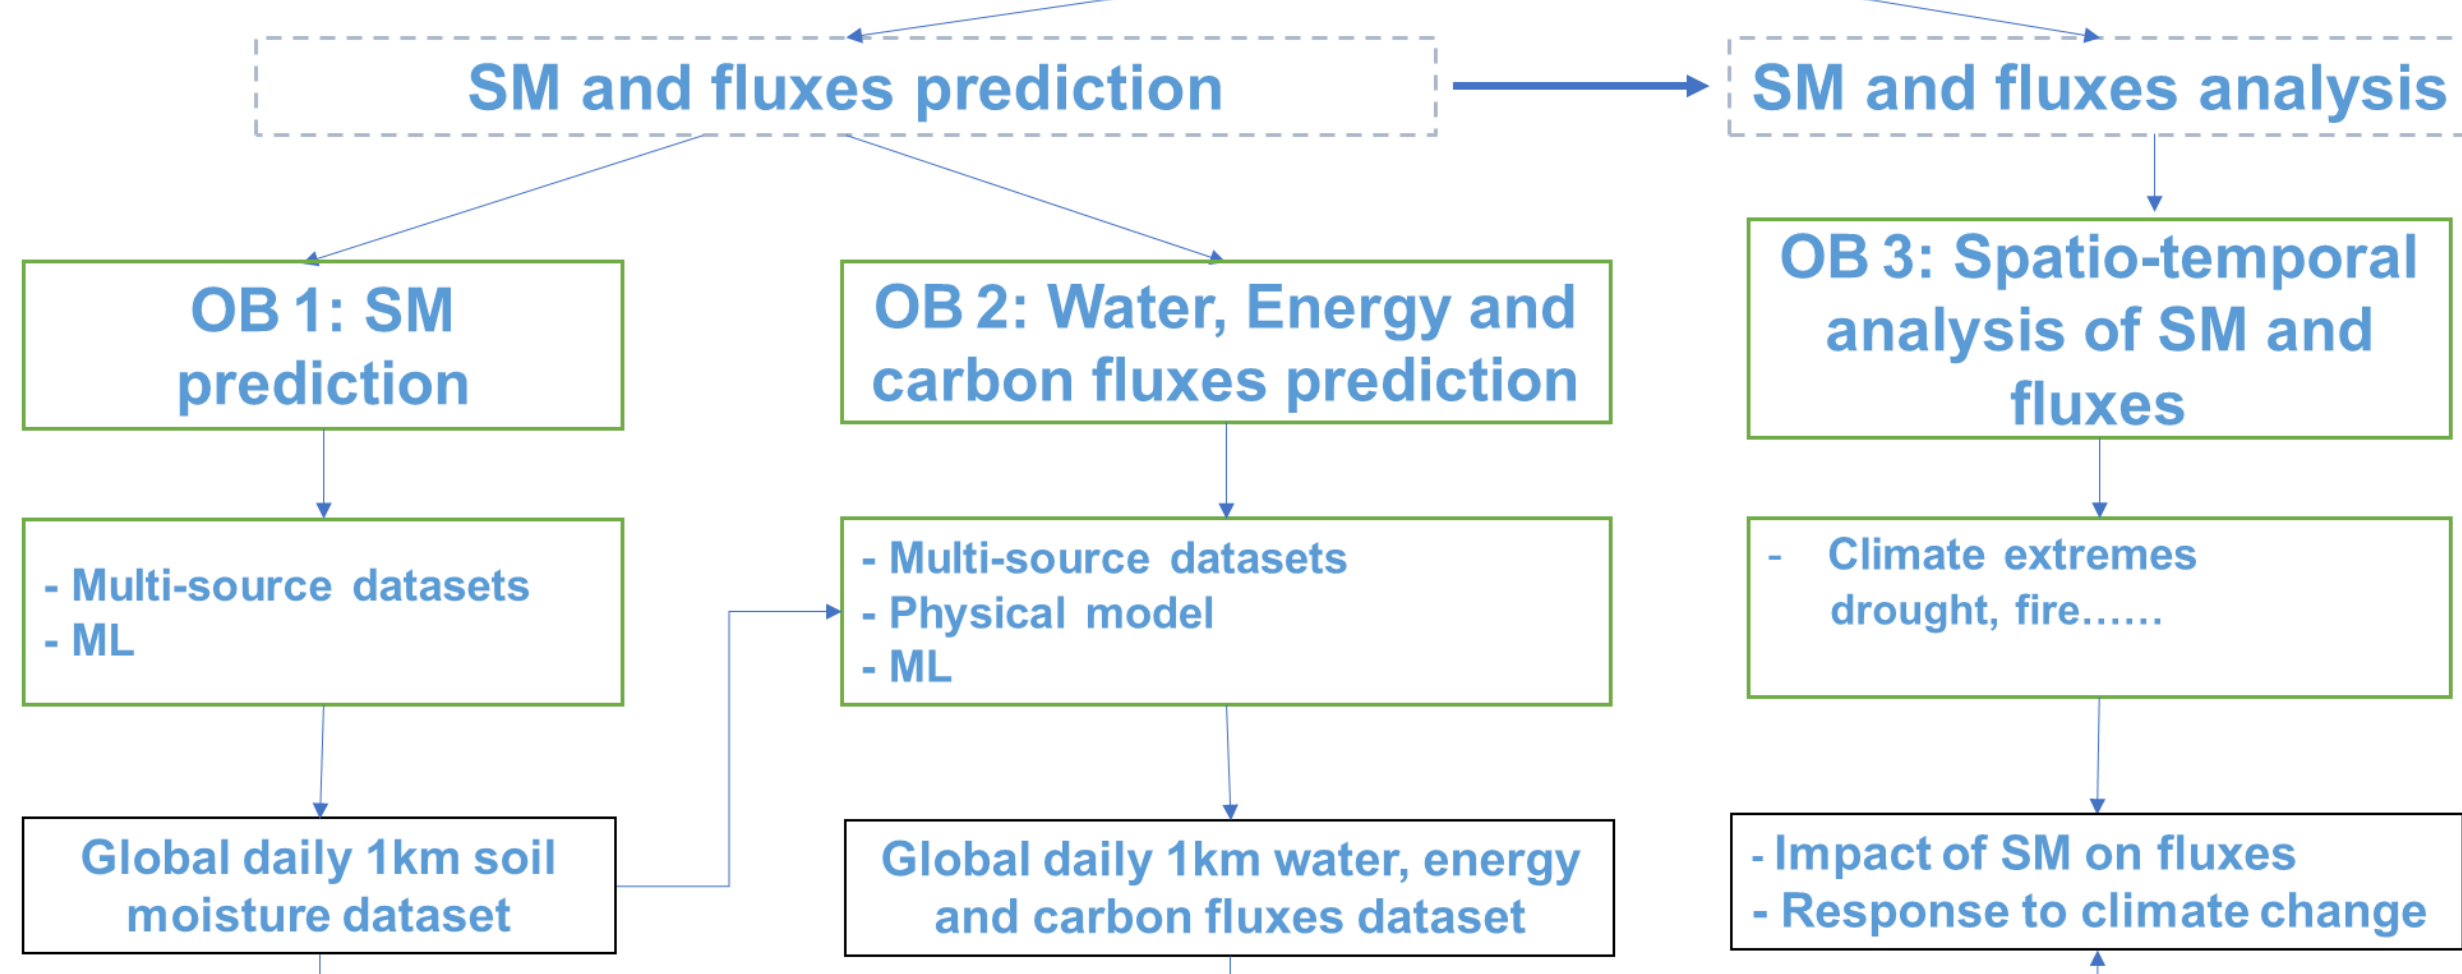 SM and fluxes prediction
SM and fluxes analysis
OB 1: SM
prediction
OB 2: Water, Energy and
carbon fluxes prediction
OB 3: Spatio-temporal
analysis of SM and
fluxes
- Multi-source datasets
- ML
- Multi-source datasets
- Physical model
- ML
- Climate extremes
drought, fire......
Global daily 1km soil
moisture dataset
Global daily 1km water, energy
and carbon fluxes dataset
- Impact of SM on fluxes
- Response to climate change